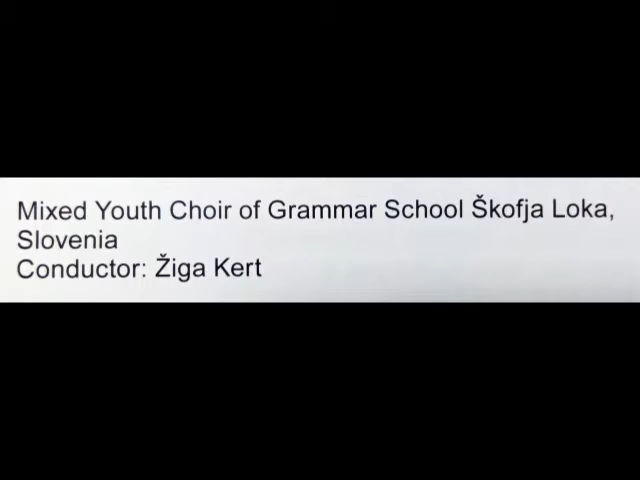 Mixed Youth Choir of Grammar School Škofja Loka,
Slovenia
Conductor: Žiga Kert